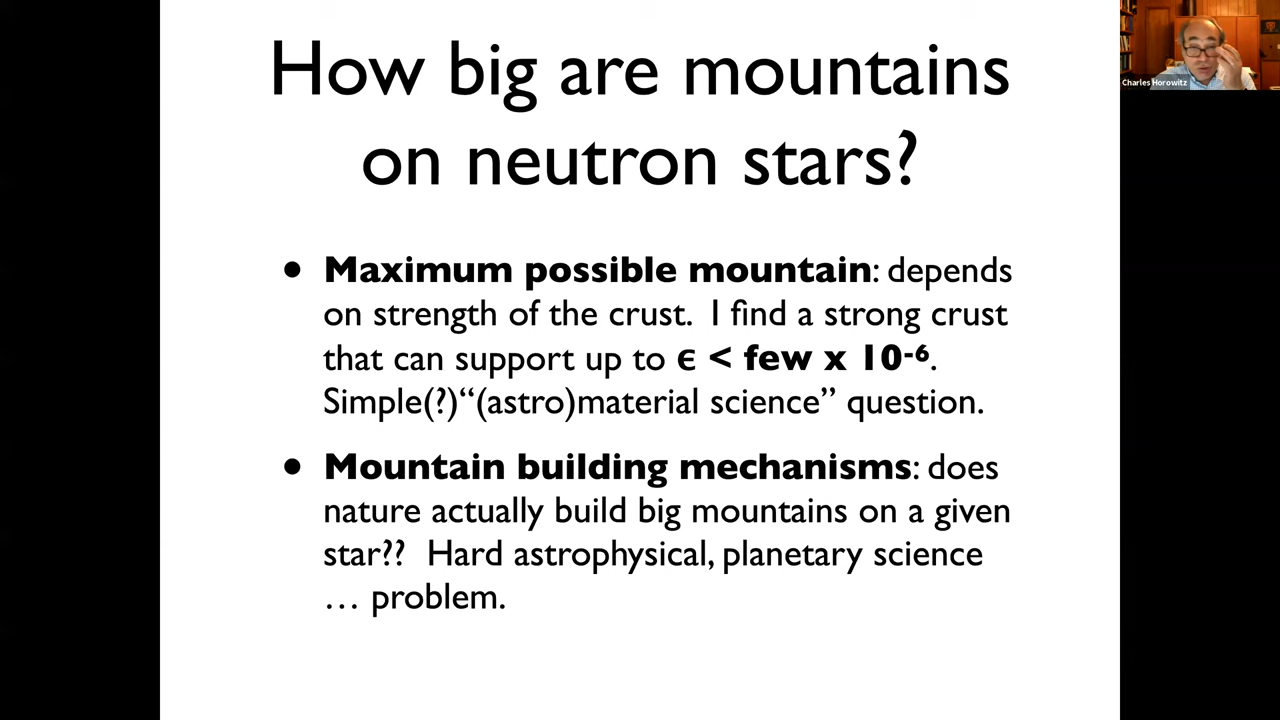 How big are mountains
on neutron stars?
Charles Horowitz
• Maximum possible mountain: depends
on strength of the crust. I find a strong crust
that can support up to ϵ < few x 10⁻⁶.
Simple(?)“(astro)material science” question.
• Mountain building mechanisms: does
nature actually build big mountains on a given
star?? Hard astrophysical, planetary science
… problem.